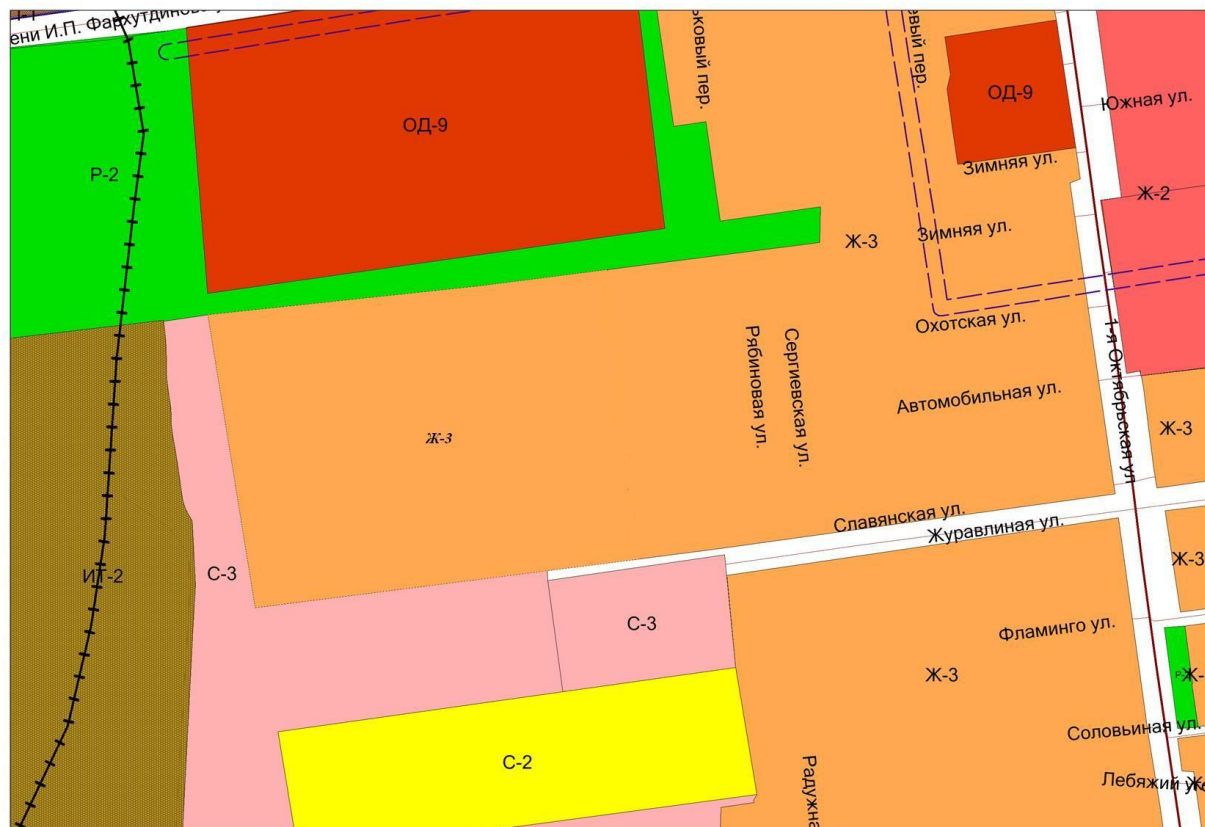 ени И.П. Фархутдинова
ьковый пер.
евый пер.
ОД-9
ОД-9
Южная ул.
Р-2
Зимняя ул.
Ж-2
Зимняя ул.
Ж-3
Охотская ул.
Рябиновая ул.
Сергиевская ул.
1-я Октябрьская ул
Автомобильная ул.
Ж-3
Ж-3
Славянская ул.
Журавлиная ул.
ИТ-2
С-3
Ж-3
С-3
Фламинго ул.
Ж-3
Ж-
Соловьиная ул.
С-2
Радужна
Лебяжий